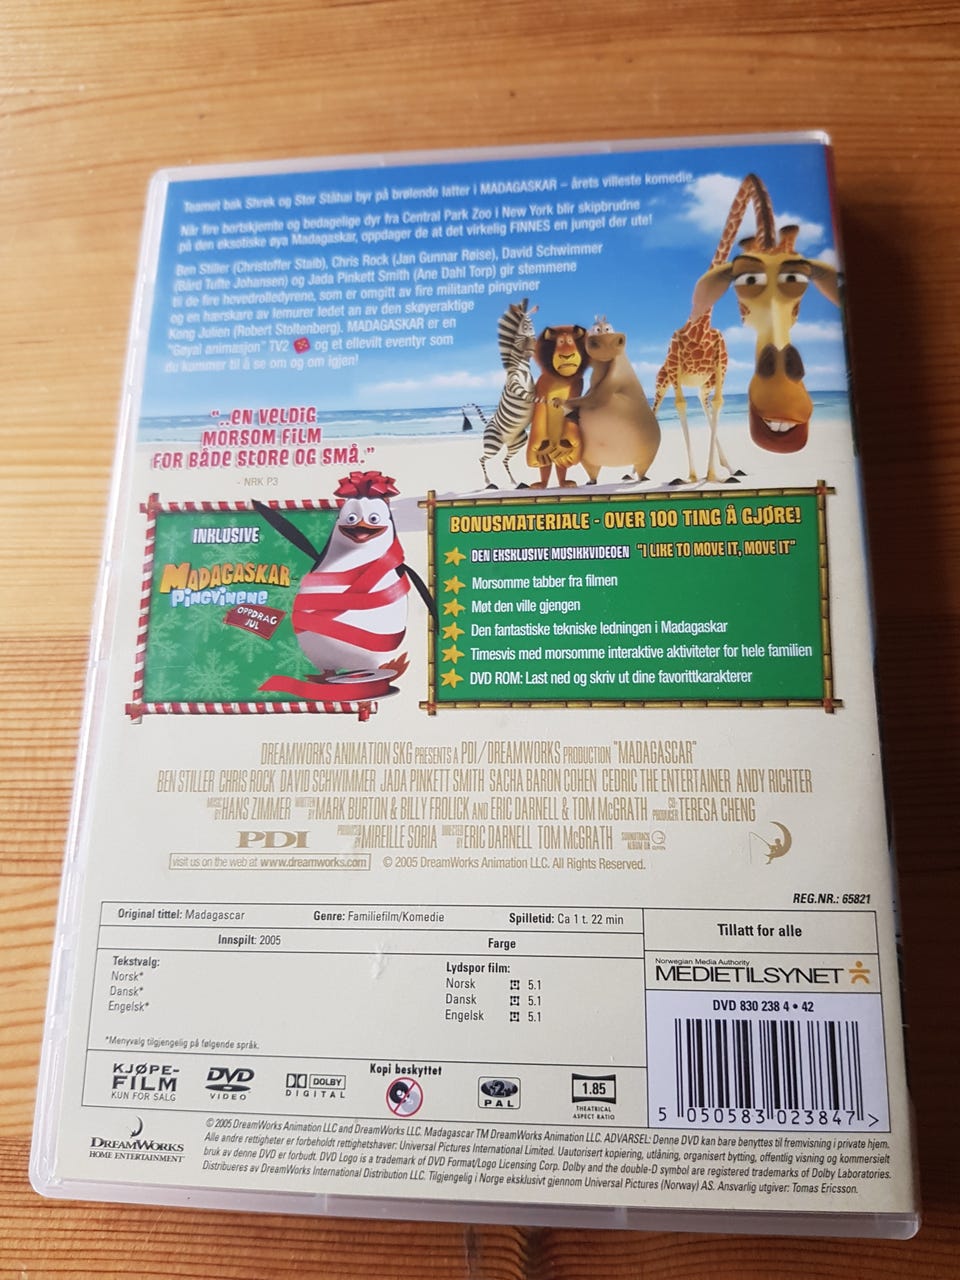 Teamet bak Shrek og Stor Ståhai byr på brølende latter i MADAGASKAR – årets villeste komedie.
Når fire bortskjemte og bedagelige dyr fra Central Park Zoo i New York blir skipbrudne
på den eksotiske øya Madagaskar, oppdager de at det virkelig FINNES en jungel der ute!
Ben Stiller (Christoffer Staib), Chris Rock (Jan Gunnar Røise), David Schwimmer
(Bård Tufte Johansen) og Jada Pinkett Smith (Ane Dahl Torp) gir stemmene
til de fire hovedrolledyrene, som er omgitt av fire militante pingviner
og en hærskare av lemurer ledet an av den skøyeraktige
Kong Julien (Robert Stoltenberg). MADAGASKAR er en
"Gøyal animasjon" TV2 og et ellevilt eventyr som
du kommer til å se om og om igjen!
"..EN VELDIG
MORSOM FILM
FOR BÅDE STORE OG SMÅ."
- NRK P3
INKLUSIVE
MADAGASKAR
PINGVINENE
OPPDRAG
JUL
BONUSMATERIALE - OVER 100 TING Å GJØRE!
DEN EKSKLUSIVE MUSIKKVIDEOEN "I LIKE TO MOVE IT, MOVE IT"
Morsomme tabber fra filmen
Møt den ville gjengen
Den fantastiske tekniske ledningen i Madagaskar
Timesvis med morsomme interaktive aktiviteter for hele familien
DVD ROM: Last ned og skriv ut dine favorittkarakterer
DREAMWORKS ANIMATION SKG PRESENTS A PDI/DREAMWORKS PRODUCTION "MADAGASCAR"
BEN STILLER CHRIS ROCK DAVID SCHWIMMER JADA PINKETT SMITH SACHA BARON COHEN CEDRIC THE ENTERTAINER ANDY RICHTER
MUSIC BY HANS ZIMMER WRITTEN BY MARK BURTON & BILLY FROLICK AND ERIC DARNELL & TOM McGRATH CO-PRODUCER TERESA CHENG
PDI PRODUCED BY MIREILLE SORIA DIRECTED BY ERIC DARNELL TOM McGRATH SOUNDTRACK ALBUM ON
visit us on the web at www.dreamworks.com © 2005 DreamWorks Animation LLC. All Rights Reserved.
REG.NR.: 65821
Original tittel: Madagascar Genre: Familiefilm/Komedie Spilletid: Ca 1 t. 22 min
Innspilt: 2005 Farge
Tillatt for alle
Tekstvalg:
Norsk*
Dansk*
Engelsk*
Lydspor film:
Norsk 5.1
Dansk 5.1
Engelsk 5.1
*Menyvalg tilgjengelig på følgende språk.
Norwegian Media Authority
MEDIETILSYNET
DVD 830 238 4 • 42
5 050583 023847 >
KJØPE-
FILM
KUN FOR SALG
DVD
VIDEO
DOLBY
DIGITAL
Kopi beskyttet
2
PAL
1.85
THEATRICAL
ASPECT RATIO
DREAMWORKS
HOME ENTERTAINMENT
© 2005 DreamWorks Animation LLC and DreamWorks LLC. Madagascar TM DreamWorks Animation LLC. ADVARSEL: Denne DVD kan bare benyttes til fremvisning i private hjem.
Alle andre rettigheter er forbeholdt rettighetshaver: Universal Pictures International Limited. Uautorisert kopiering, utlåning, organisert bytting, offentlig visning og kommersielt
bruk av denne DVD er forbudt. DVD Logo is a trademark of DVD Format/Logo Licensing Corp. Dolby and the double-D symbol are registered trademarks of Dolby Laboratories.
Distribueres av DreamWorks International Distribution LLC. Tilgjengelig i Norge eksklusivt gjennom Universal Pictures (Norway) AS. Ansvarlig utgiver: Tomas Ericsson.